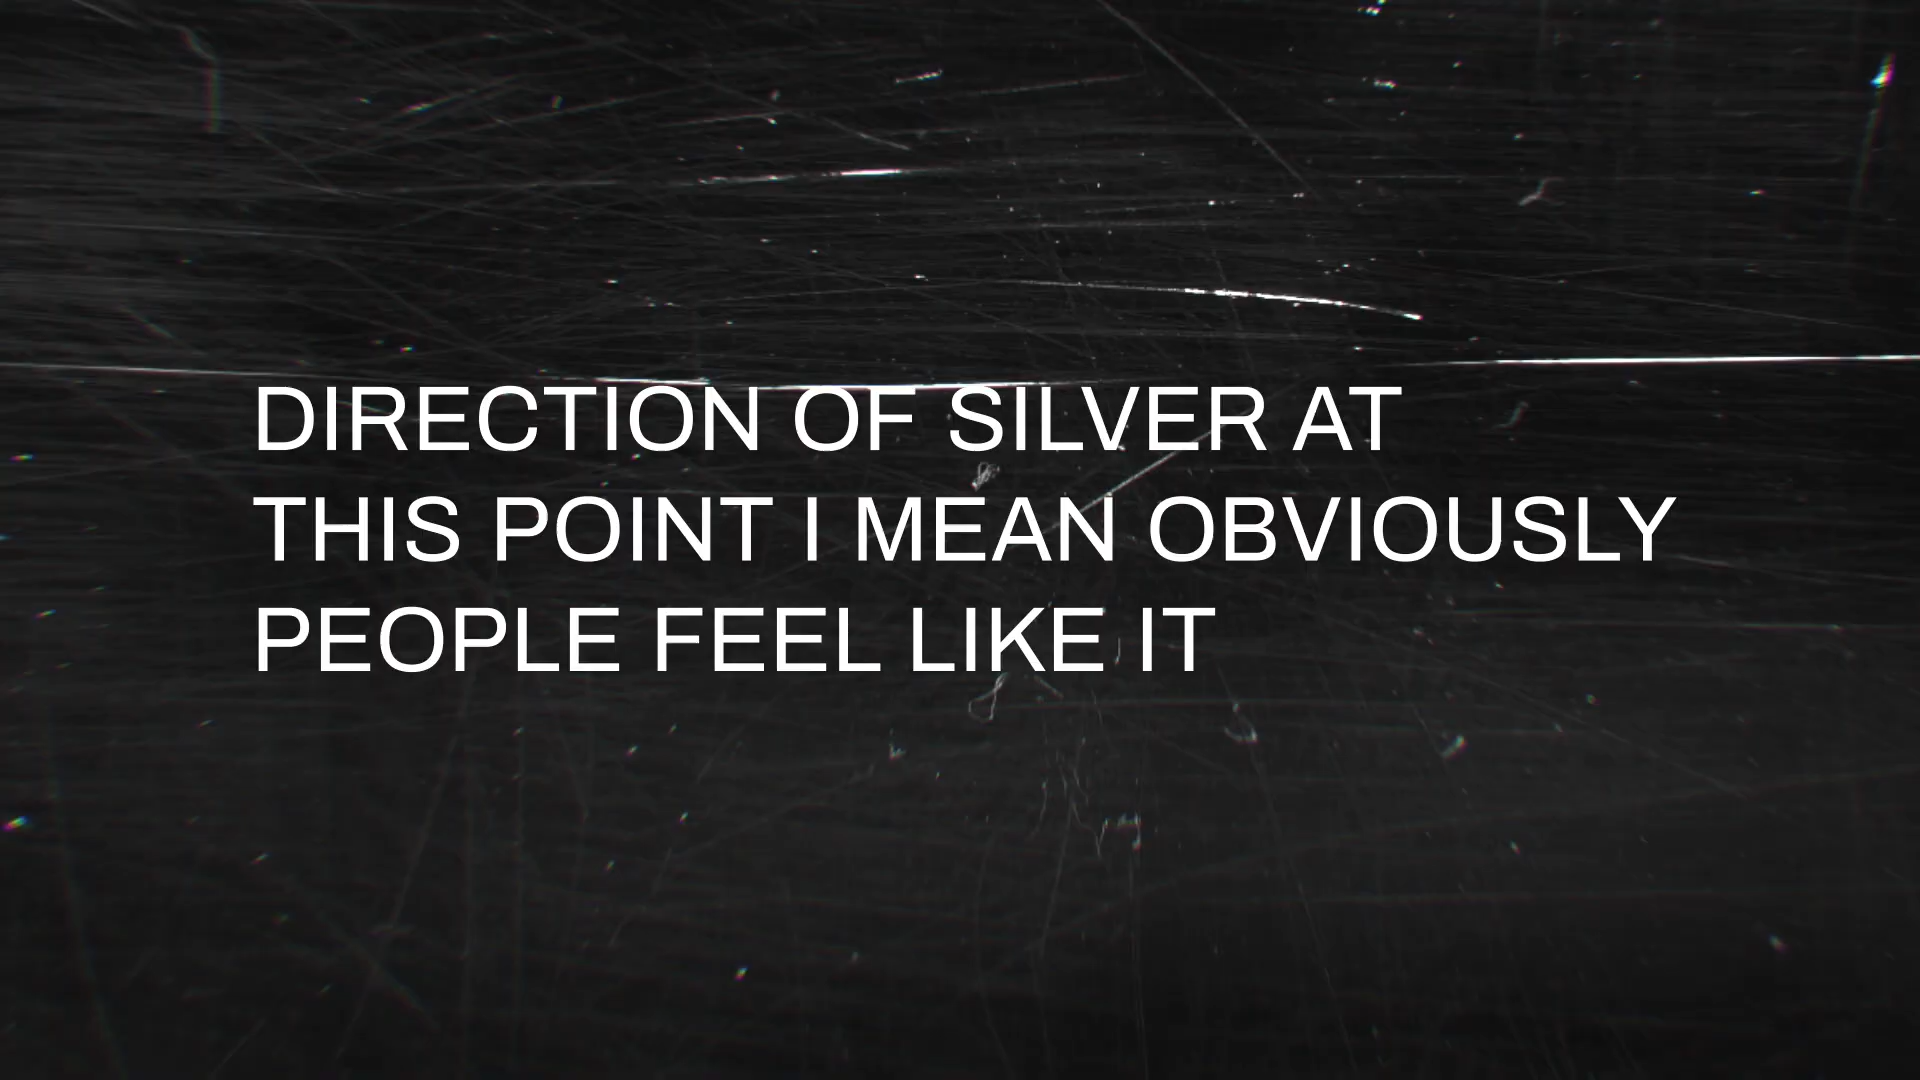 DIRECTION OF SILVER AT
THIS POINT I MEAN OBVIOUSLY
PEOPLE FEEL LIKE IT